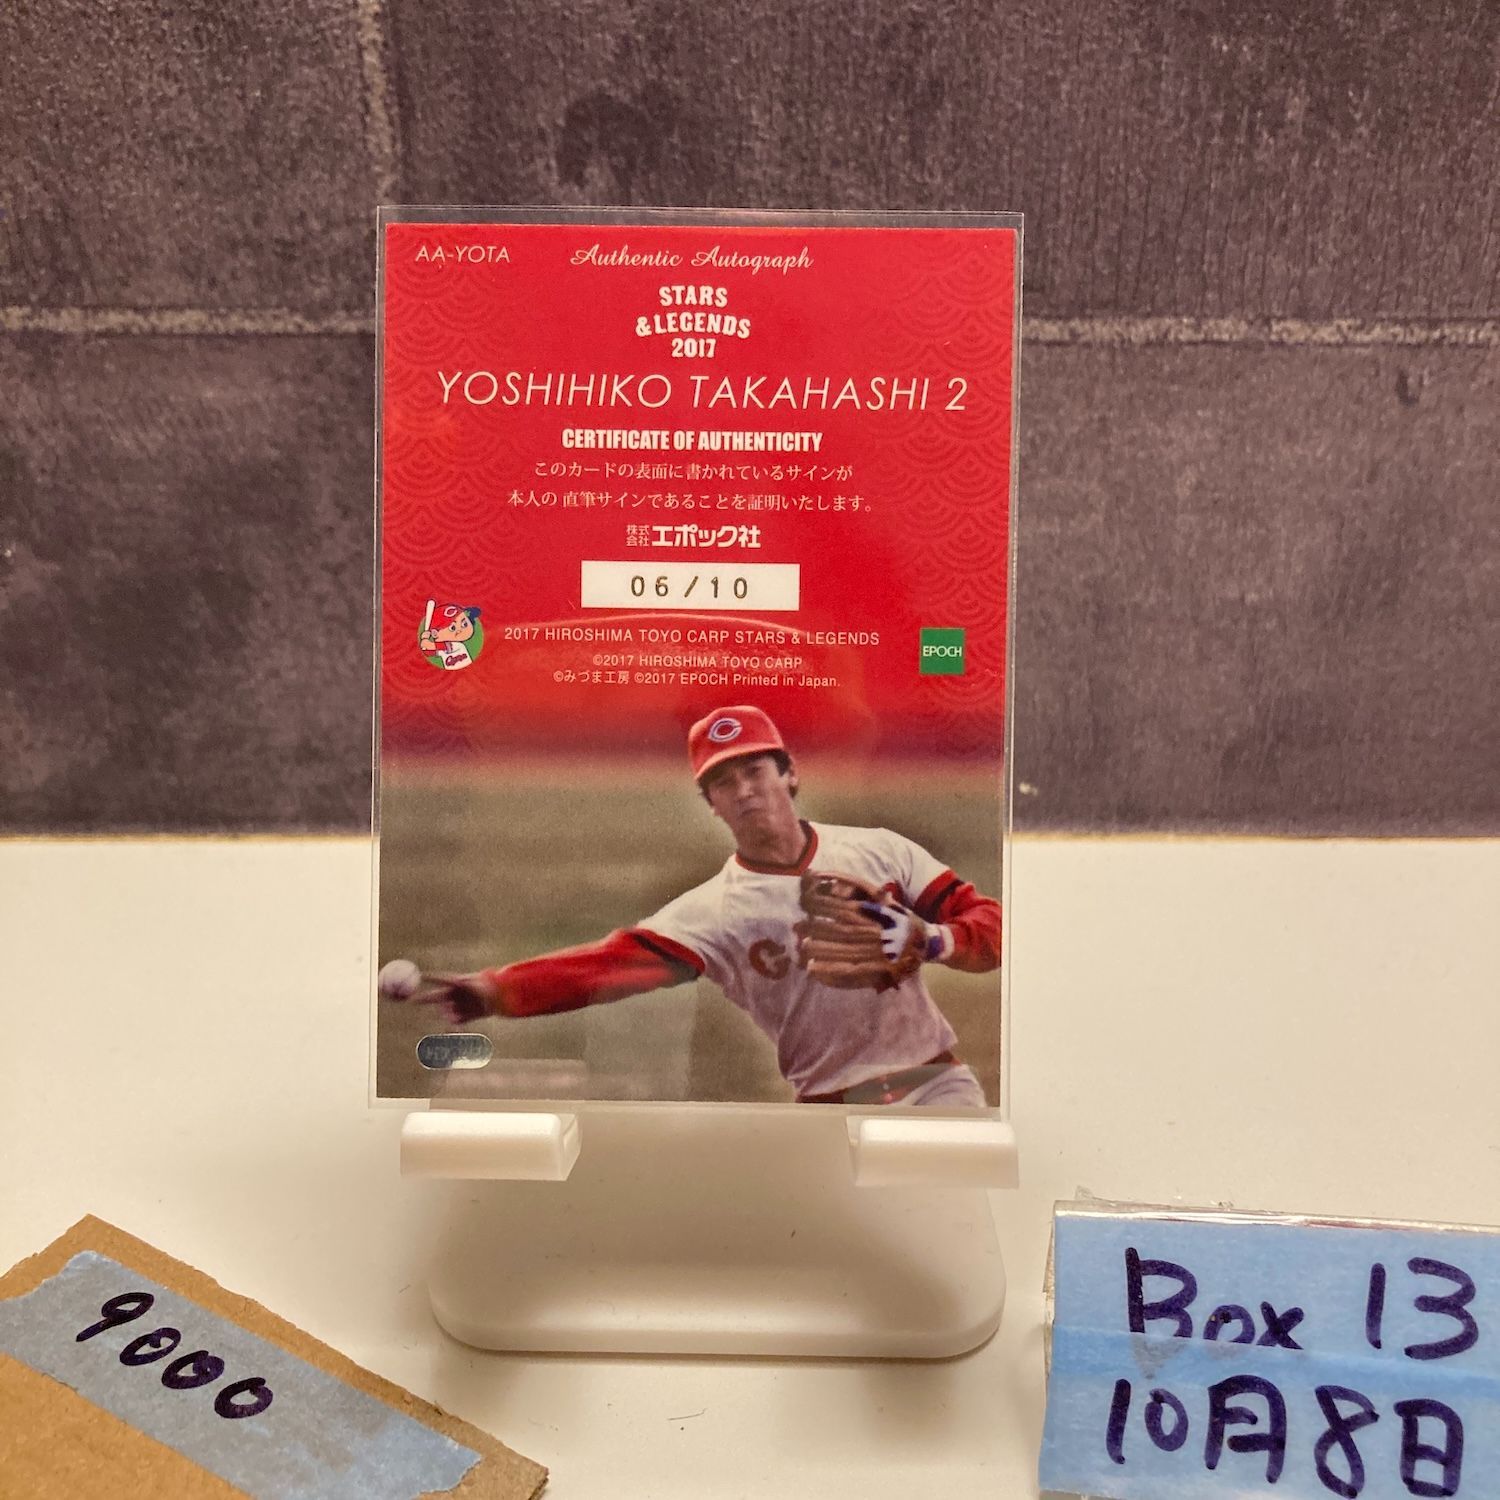 AA-YOTA
Authentic Autograph
STARS
& LEGENDS
2017
YOSHIHIKO TAKAHASHI 2
CERTIFICATE OF AUTHENTICITY
このカードの表面に書かれているサインが
本人の 直筆サインであることを証明いたします。
株式会社エポック社
06/10
2017 HIROSHIMA TOYO CARP STARS & LEGENDS
EPOCH
©2017 HIROSHIMA TOYO CARP
©みづま工房 ©2017 EPOCH Printed in Japan.
C
Carp
C
9000
Box 13
10月8日